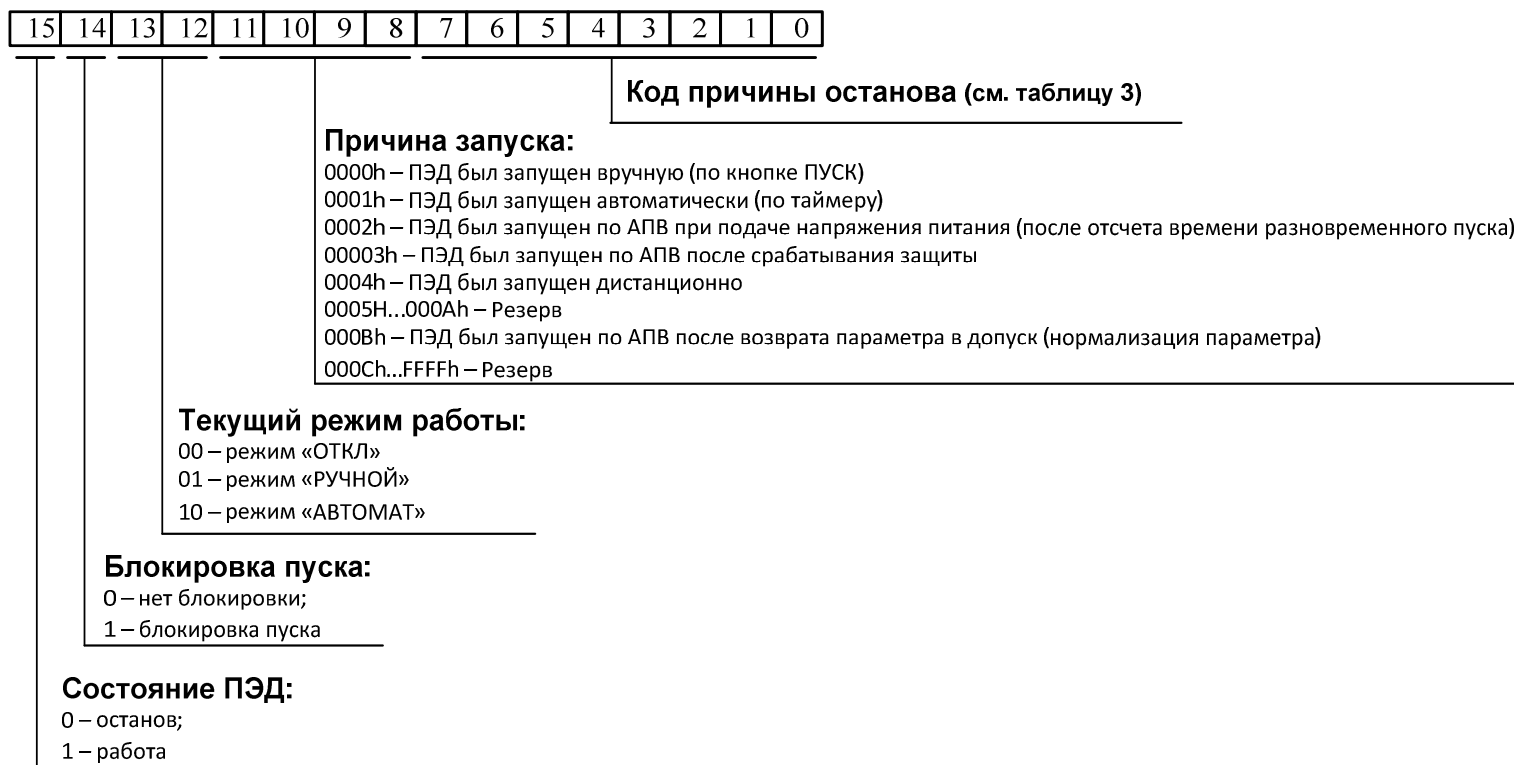 15 14 13 12 11 10 9 8 7 6 5 4 3 2 1 0
Код причины останова (см. таблицу 3)
Причина запуска:
0000h – ПЭД был запущен вручную (по кнопке ПУСК)
0001h – ПЭД был запущен автоматически (по таймеру)
0002h – ПЭД был запущен по АПВ при подаче напряжения питания (после отсчета времени разновременного пуска)
00003h – ПЭД был запущен по АПВ после срабатывания защиты
0004h – ПЭД был запущен дистанционно
0005H...000Ah – Резерв
000Bh – ПЭД был запущен по АПВ после возврата параметра в допуск (нормализация параметра)
000Ch...FFFFh – Резерв
Текущий режим работы:
00 – режим «ОТКЛ»
01 – режим «РУЧНОЙ»
10 – режим «АВТОМАТ»
Блокировка пуска:
0 – нет блокировки;
1 – блокировка пуска
Состояние ПЭД:
0 – останов;
1 – работа